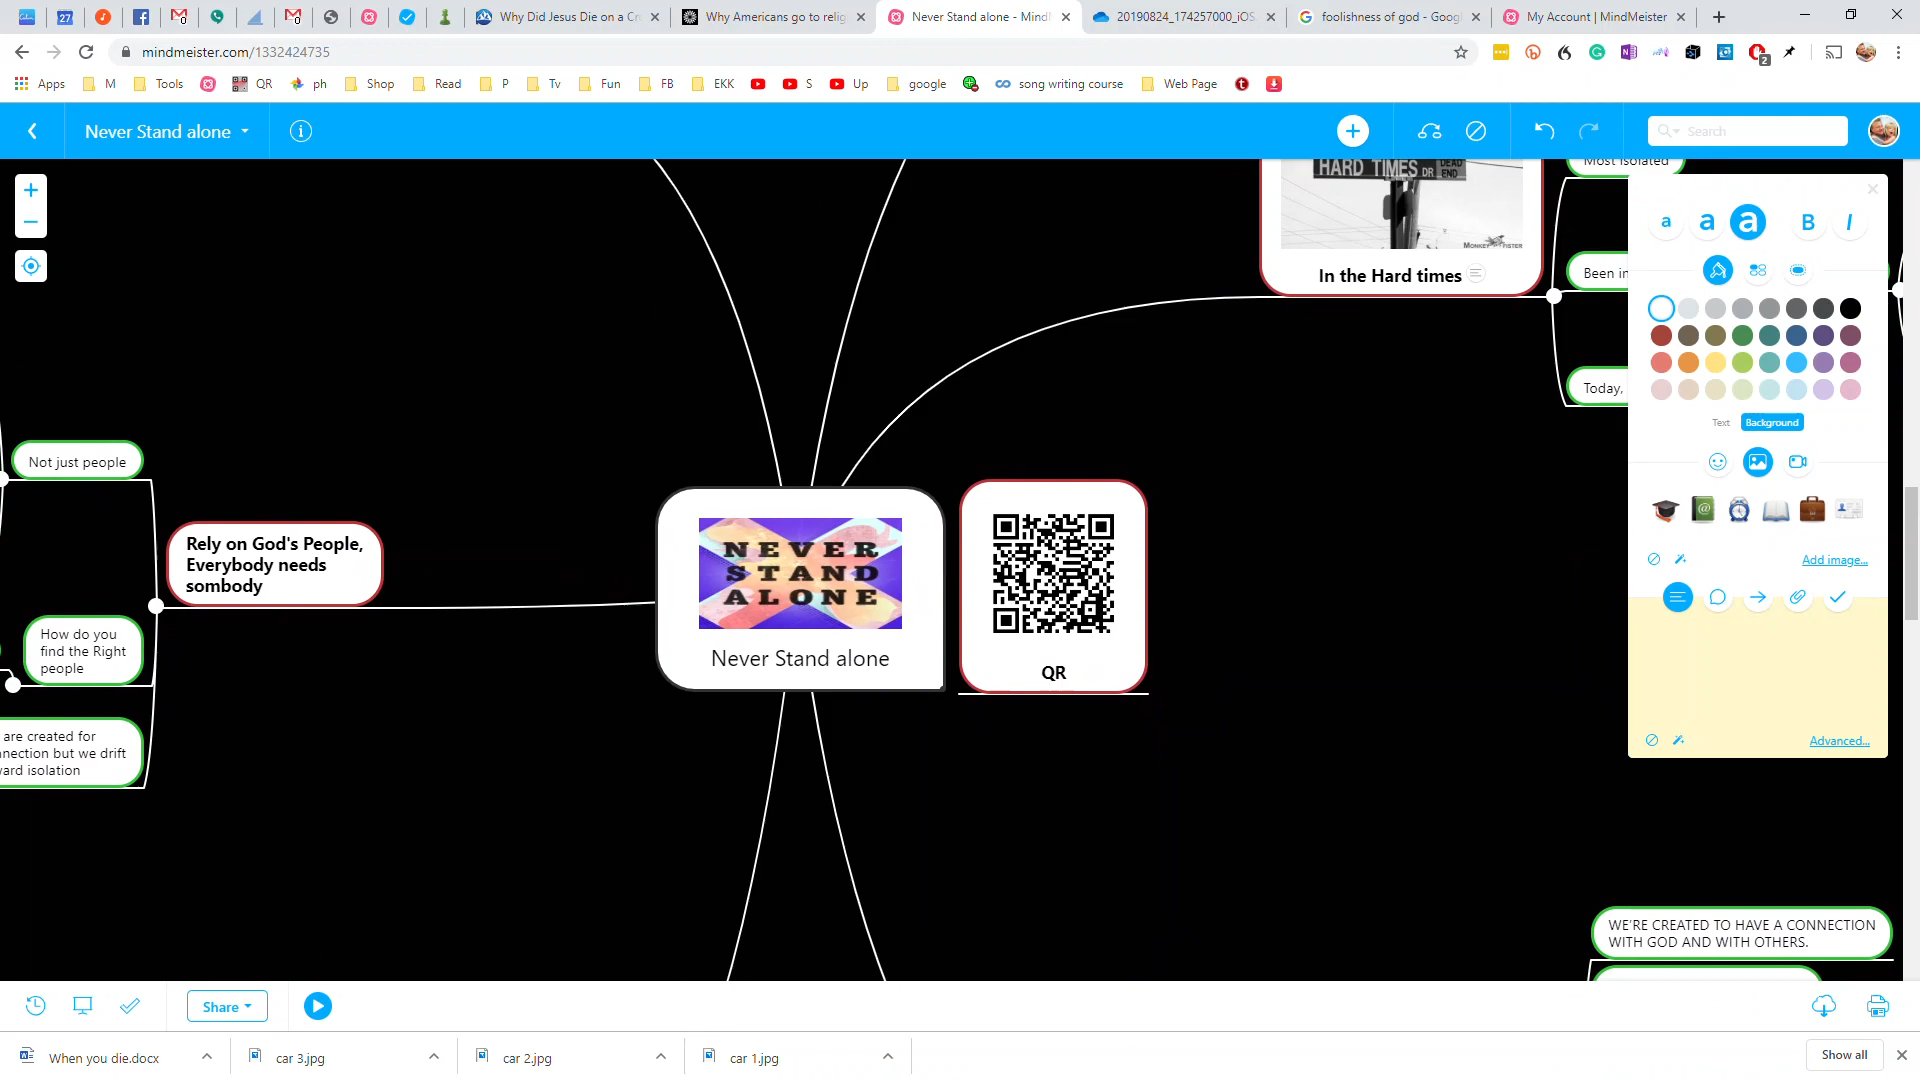 Why Did Jesus Die on a Cr
Why Americans go to relig
Never Stand alone - Mind
20190824_174257000_iOS
foolishness of god - Googl
My Account | MindMeister
mindmeister.com/1332424735
Apps
M
Tools
QR
ph
Shop
Read
P
Tv
Fun
FB
EKK
S
Up
google
song writing course
Web Page
Never Stand alone
Search
HARD TIMES DR
DEAD
END
In the Hard times
Most isolated
Been in
Today,
a a a B I
Text
Background
Add image...
Advanced...
Not just people
Rely on God's People,
Everybody needs
sombody
How do you
find the Right
people
are created for
nnection but we drift
ward isolation
NEVER
STAND
ALONE
Never Stand alone
QR
WE'RE CREATED TO HAVE A CONNECTION
WITH GOD AND WITH OTHERS.
Share
When you die.docx
car 3.jpg
car 2.jpg
car 1.jpg
Show all